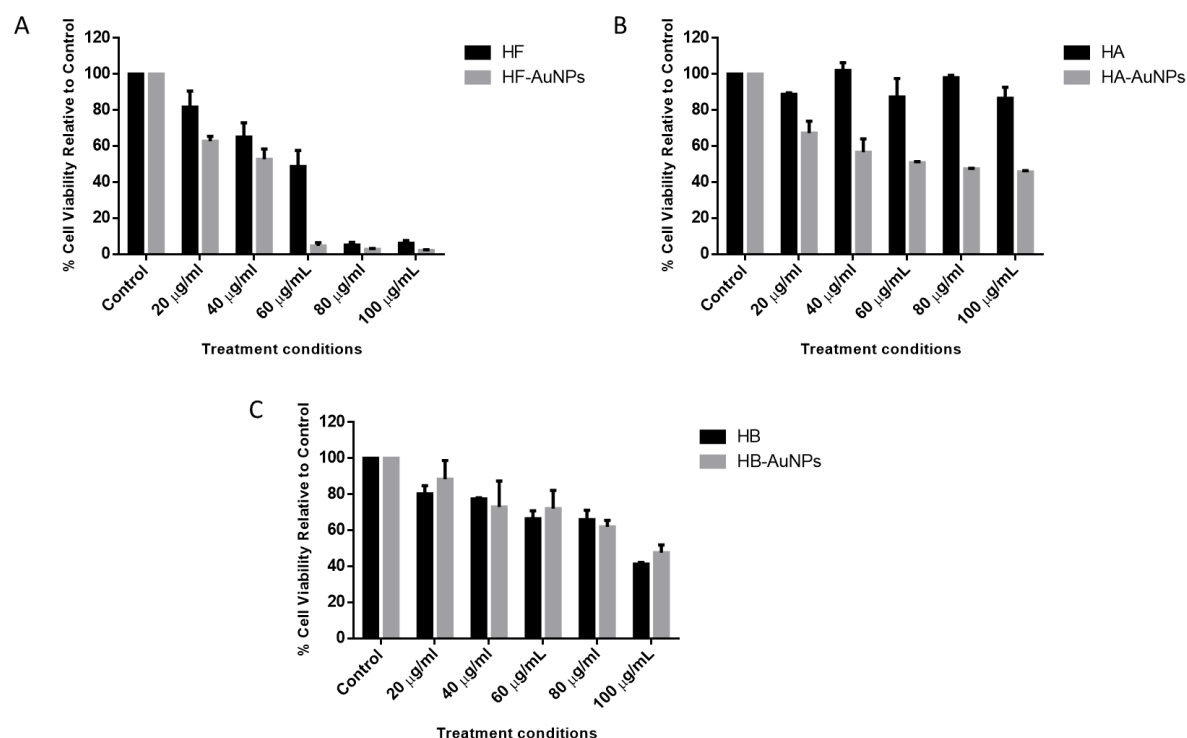 A
% Cell Viability Relative to Control
120
100
80
60
40
20
0
Control
20 μg/ml
40 μg/ml
60 μg/mL
80 μg/ml
100 μg/mL
Treatment conditions
HF
HF-AuNPs
B
% Cell Viability Relative to Control
120
100
80
60
40
20
0
Control
20 μg/ml
40 μg/ml
60 μg/mL
80 μg/ml
100 μg/mL
Treatment conditions
HA
HA-AuNPs
C
% Cell Viability Relative to Control
120
100
80
60
40
20
0
Control
20 μg/ml
40 μg/ml
60 μg/mL
80 μg/ml
100 μg/mL
Treatment conditions
HB
HB-AuNPs